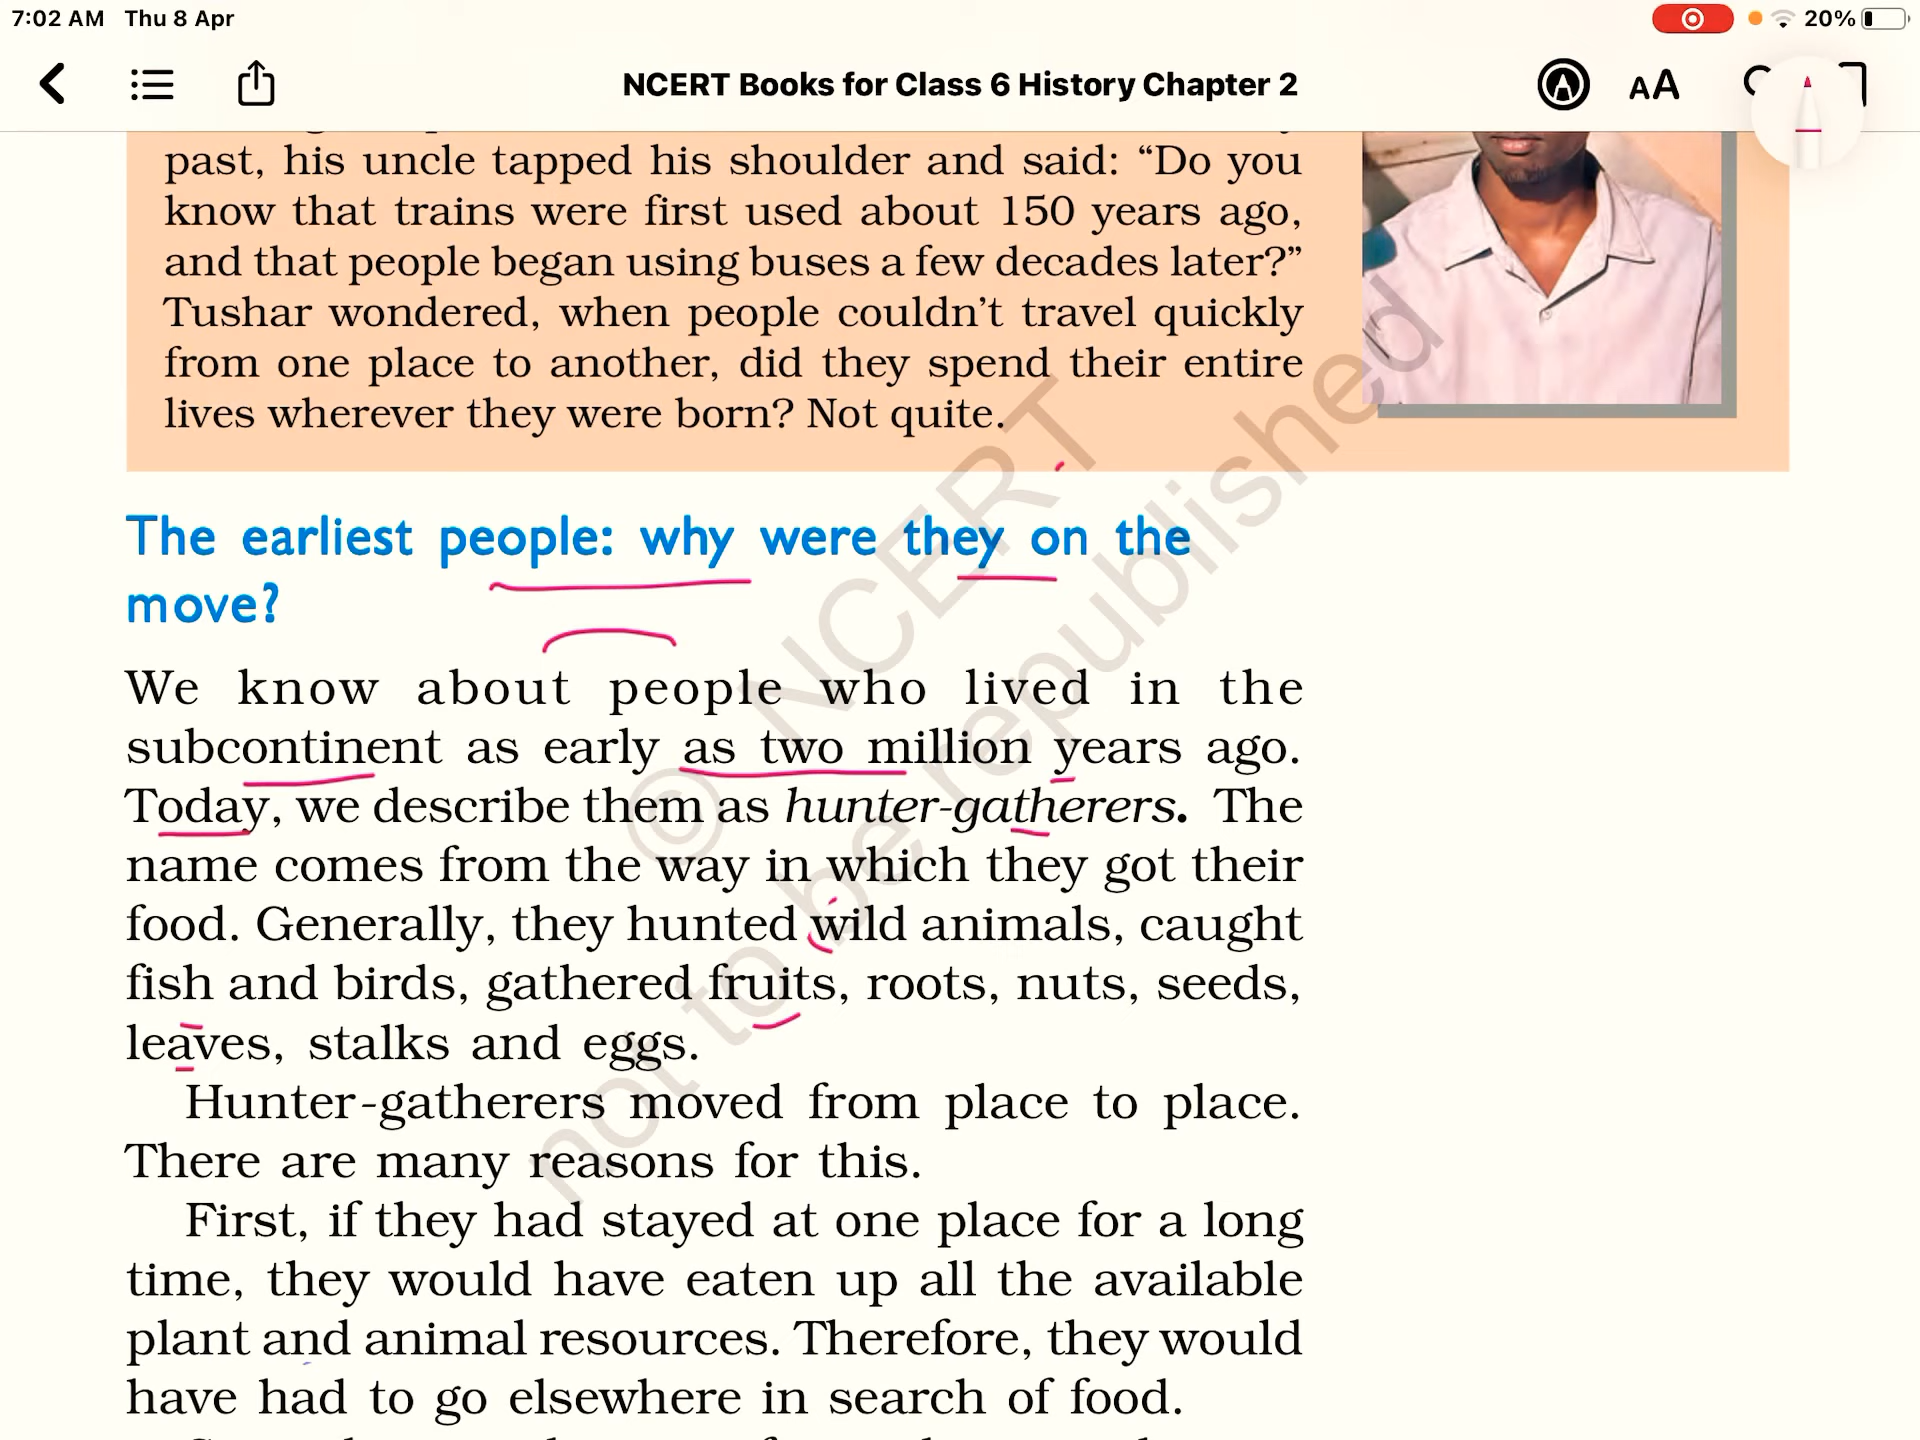 7:02 AM Thu 8 Apr
20%
NCERT Books for Class 6 History Chapter 2
AA
past, his uncle tapped his shoulder and said: “Do you
know that trains were first used about 150 years ago,
and that people began using buses a few decades later?”
Tushar wondered, when people couldn’t travel quickly
from one place to another, did they spend their entire
lives wherever they were born? Not quite.
The earliest people: why were they on the
move?
We know about people who lived in the
subcontinent as early as two million years ago.
Today, we describe them as hunter-gatherers. The
name comes from the way in which they got their
food. Generally, they hunted wild animals, caught
fish and birds, gathered fruits, roots, nuts, seeds,
leaves, stalks and eggs.
Hunter-gatherers moved from place to place.
There are many reasons for this.
First, if they had stayed at one place for a long
time, they would have eaten up all the available
plant and animal resources. Therefore, they would
have had to go elsewhere in search of food.
© NCERT
not to be republished